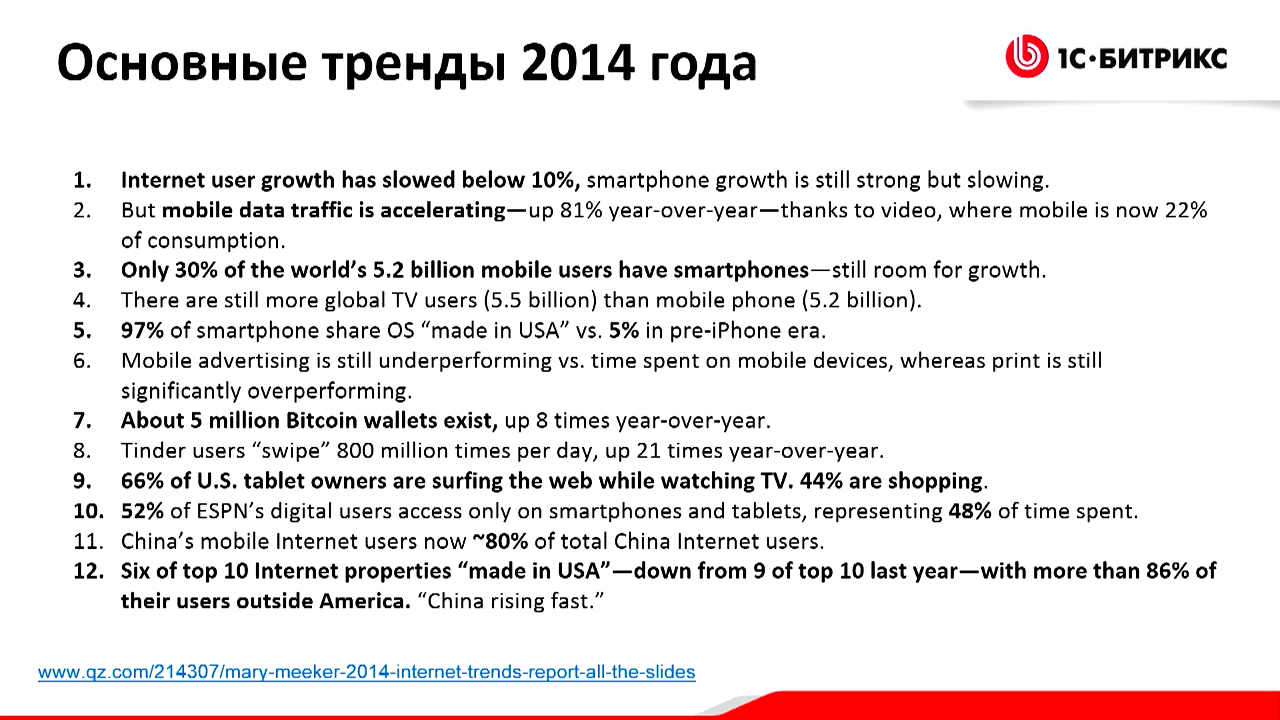 Основные тренды 2014 года
1С·БИТРИКС
1. Internet user growth has slowed below 10%, smartphone growth is still strong but slowing.
2. But mobile data traffic is accelerating—up 81% year-over-year—thanks to video, where mobile is now 22%
of consumption.
3. Only 30% of the world’s 5.2 billion mobile users have smartphones—still room for growth.
4. There are still more global TV users (5.5 billion) than mobile phone (5.2 billion).
5. 97% of smartphone share OS “made in USA” vs. 5% in pre-iPhone era.
6. Mobile advertising is still underperforming vs. time spent on mobile devices, whereas print is still
significantly overperforming.
7. About 5 million Bitcoin wallets exist, up 8 times year-over-year.
8. Tinder users “swipe” 800 million times per day, up 21 times year-over-year.
9. 66% of U.S. tablet owners are surfing the web while watching TV. 44% are shopping.
10. 52% of ESPN’s digital users access only on smartphones and tablets, representing 48% of time spent.
11. China’s mobile Internet users now ~80% of total China Internet users.
12. Six of top 10 Internet properties “made in USA”—down from 9 of top 10 last year—with more than 86% of
their users outside America. “China rising fast.”
www.qz.com/214307/mary-meeker-2014-internet-trends-report-all-the-slides